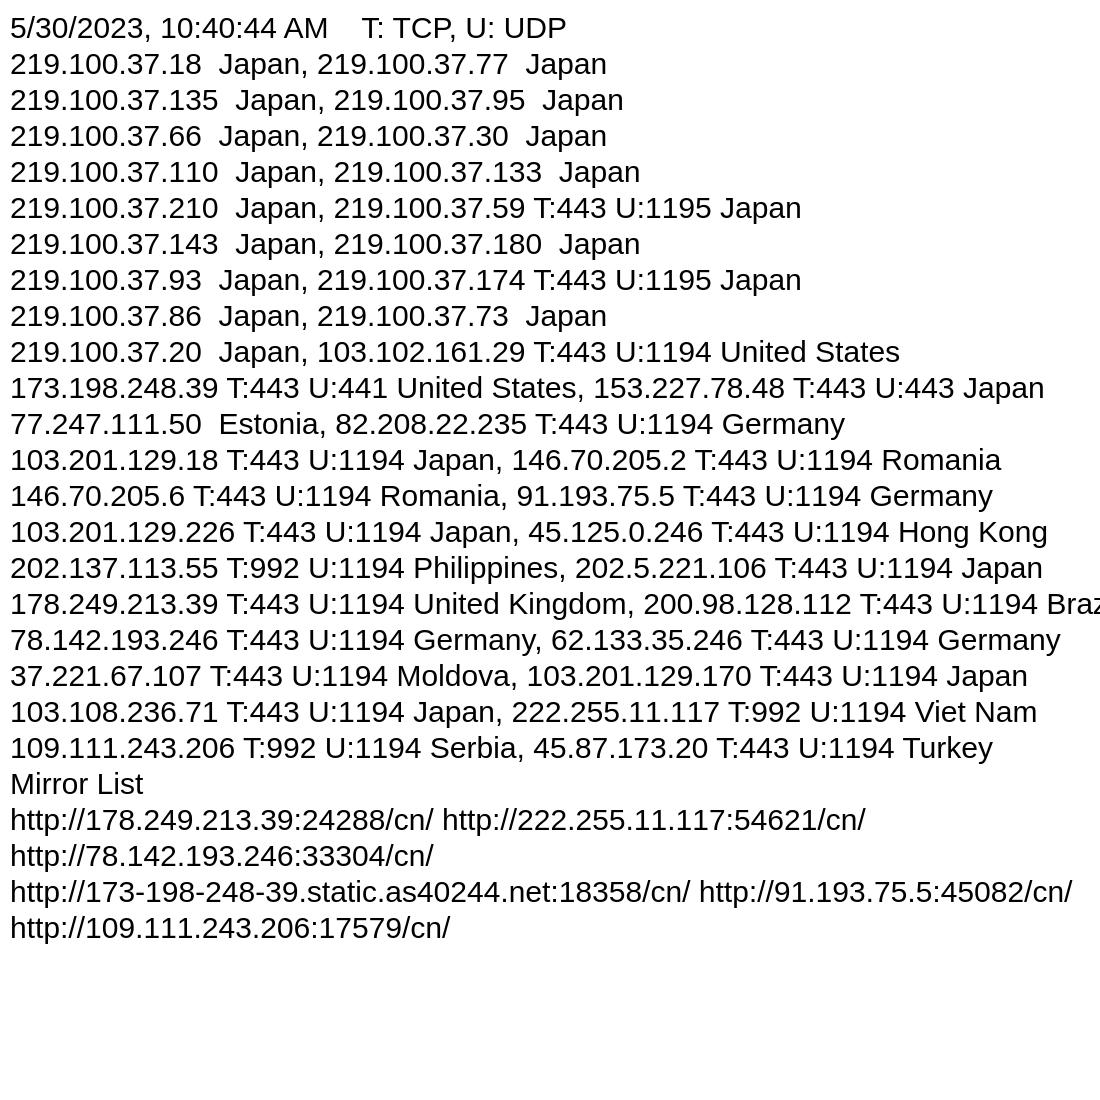 5/30/2023, 10:40:44 AM    T: TCP, U: UDP
219.100.37.18  Japan, 219.100.37.77  Japan
219.100.37.135  Japan, 219.100.37.95  Japan
219.100.37.66  Japan, 219.100.37.30  Japan
219.100.37.110  Japan, 219.100.37.133  Japan
219.100.37.210  Japan, 219.100.37.59 T:443 U:1195 Japan
219.100.37.143  Japan, 219.100.37.180  Japan
219.100.37.93  Japan, 219.100.37.174 T:443 U:1195 Japan
219.100.37.86  Japan, 219.100.37.73  Japan
219.100.37.20  Japan, 103.102.161.29 T:443 U:1194 United States
173.198.248.39 T:443 U:441 United States, 153.227.78.48 T:443 U:443 Japan
77.247.111.50  Estonia, 82.208.22.235 T:443 U:1194 Germany
103.201.129.18 T:443 U:1194 Japan, 146.70.205.2 T:443 U:1194 Romania
146.70.205.6 T:443 U:1194 Romania, 91.193.75.5 T:443 U:1194 Germany
103.201.129.226 T:443 U:1194 Japan, 45.125.0.246 T:443 U:1194 Hong Kong
202.137.113.55 T:992 U:1194 Philippines, 202.5.221.106 T:443 U:1194 Japan
178.249.213.39 T:443 U:1194 United Kingdom, 200.98.128.112 T:443 U:1194 Braz
78.142.193.246 T:443 U:1194 Germany, 62.133.35.246 T:443 U:1194 Germany
37.221.67.107 T:443 U:1194 Moldova, 103.201.129.170 T:443 U:1194 Japan
103.108.236.71 T:443 U:1194 Japan, 222.255.11.117 T:992 U:1194 Viet Nam
109.111.243.206 T:992 U:1194 Serbia, 45.87.173.20 T:443 U:1194 Turkey
Mirror List
http://178.249.213.39:24288/cn/ http://222.255.11.117:54621/cn/
http://78.142.193.246:33304/cn/
http://173-198-248-39.static.as40244.net:18358/cn/ http://91.193.75.5:45082/cn/
http://109.111.243.206:17579/cn/